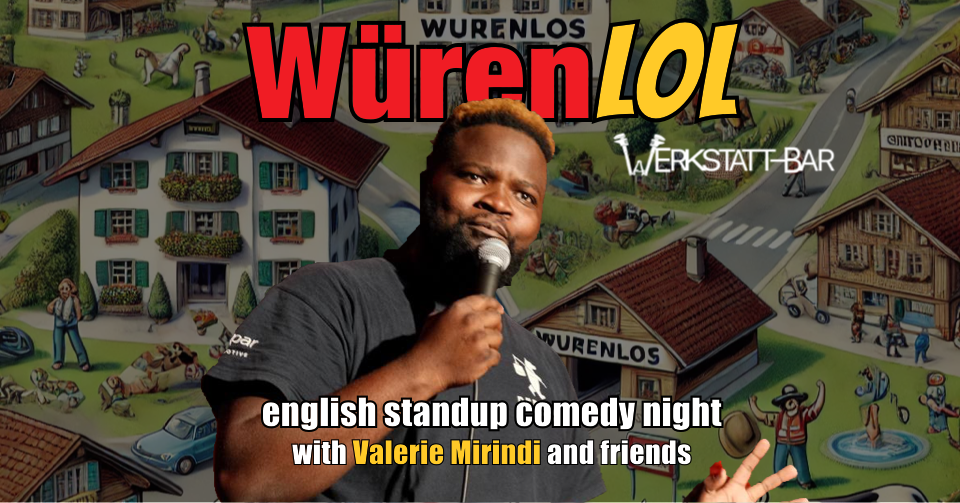 WURENLOS
WürenLOL
WERKSTATT-BAR
WURENLOS
english standup comedy night
with Valerie Mirindi and friends